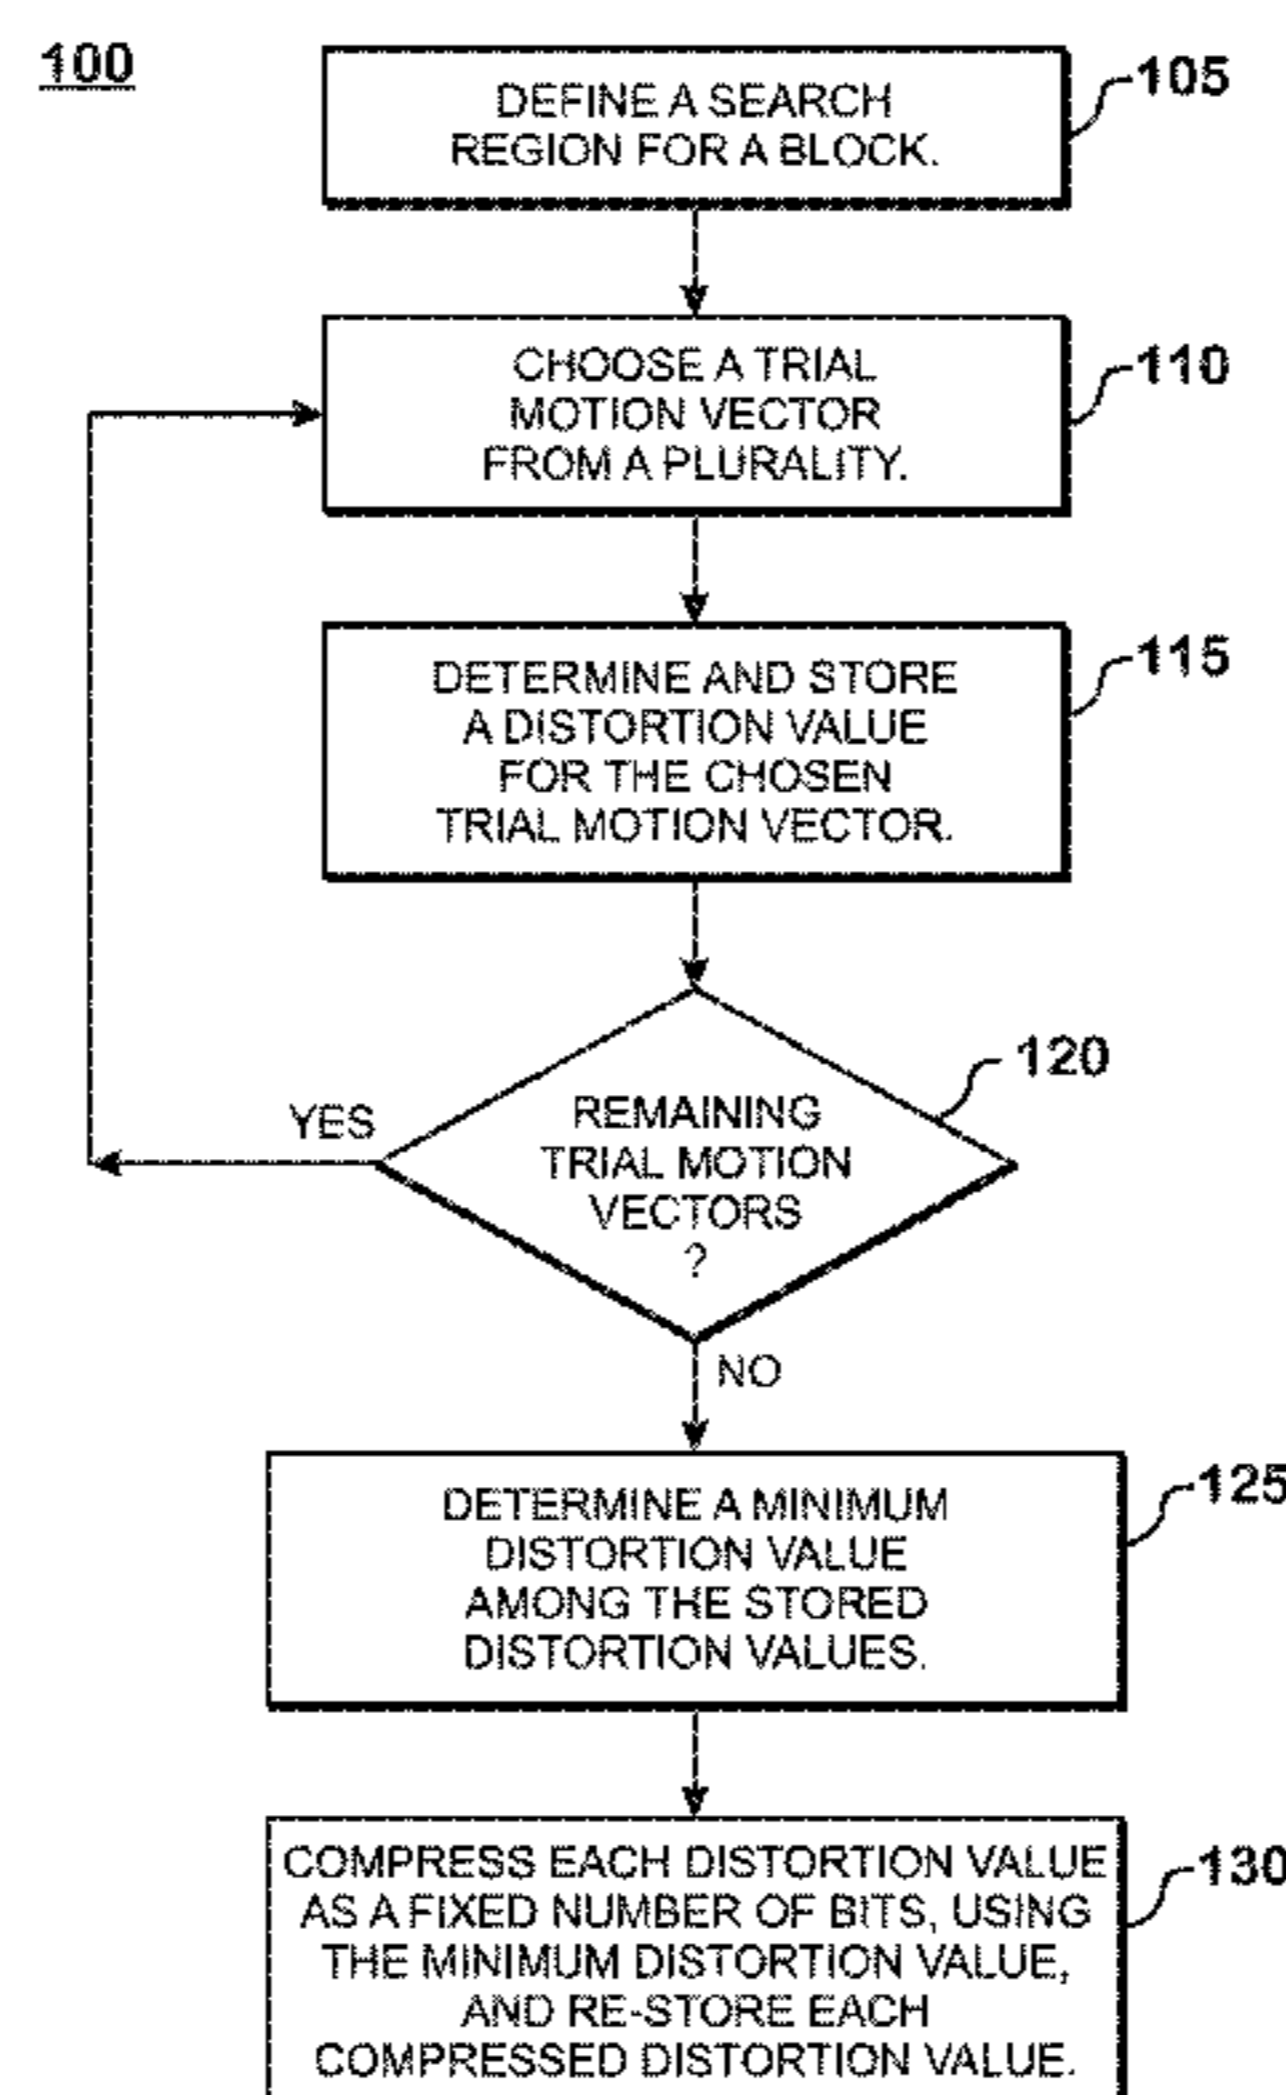 100
DEFINE A SEARCH
REGION FOR A BLOCK.
105
CHOOSE A TRIAL
MOTION VECTOR
FROM A PLURALITY.
110
DETERMINE AND STORE
A DISTORTION VALUE
FOR THE CHOSEN
TRIAL MOTION VECTOR.
115
120
YES
REMAINING
TRIAL MOTION
VECTORS
?
NO
DETERMINE A MINIMUM
DISTORTION VALUE
AMONG THE STORED
DISTORTION VALUES.
125
COMPRESS EACH DISTORTION VALUE
AS A FIXED NUMBER OF BITS, USING
THE MINIMUM DISTORTION VALUE,
AND RE-STORE EACH
COMPRESSED DISTORTION VALUE.
130